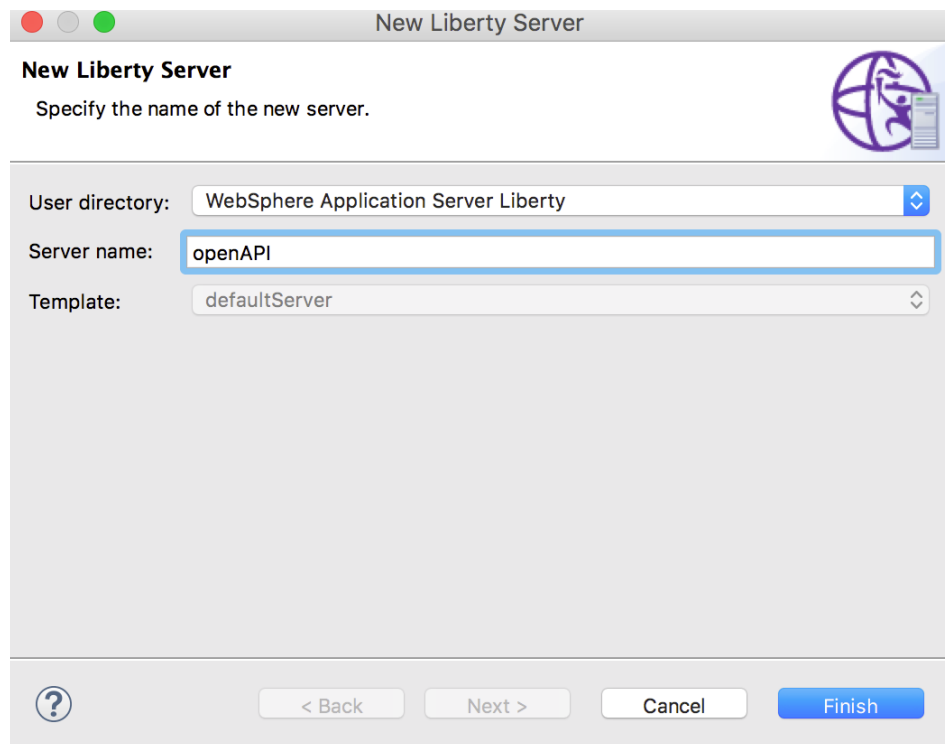 New Liberty Server
New Liberty Server
Specify the name of the new server.
User directory: WebSphere Application Server Liberty
Server name: openAPI
Template: defaultServer
? < Back Next > Cancel Finish